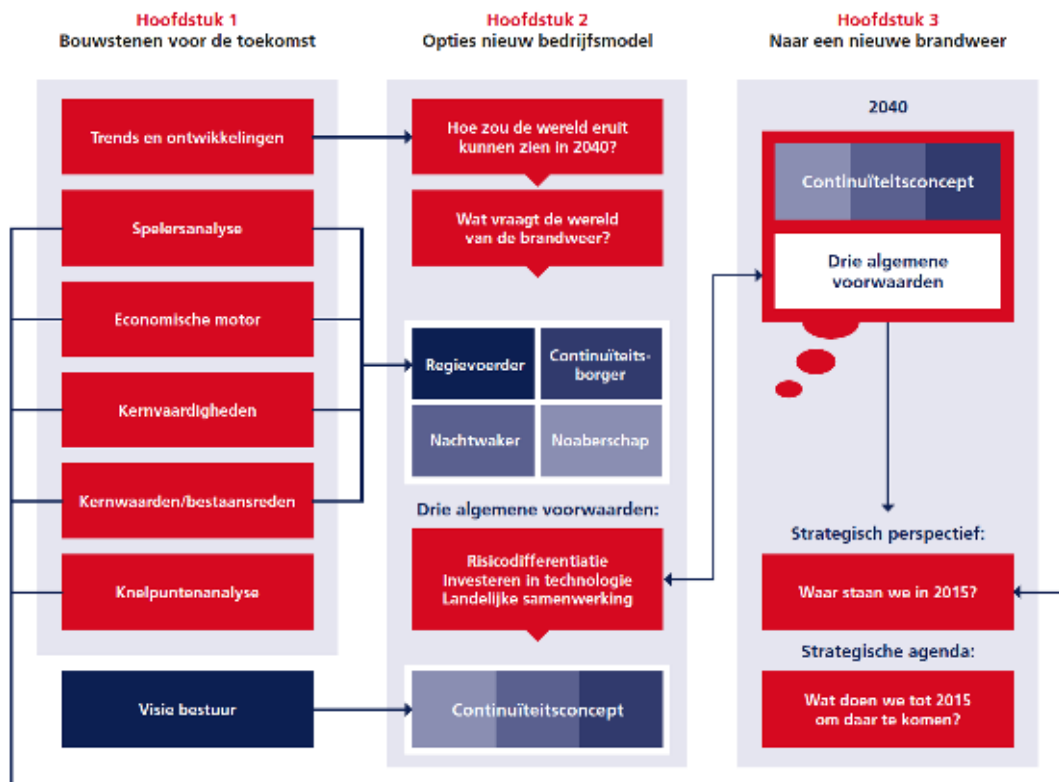 Hoofdstuk 1
Bouwstenen voor de toekomst
Trends en ontwikkelingen
Spelersanalyse
Economische motor
Kernvaardigheden
Kernwaarden/bestaansreden
Knelpuntenanalyse
Visie bestuur
Hoofdstuk 2
Opties nieuw bedrijfsmodel
Hoe zou de wereld eruit
kunnen zien in 2040?
Wat vraagt de wereld
van de brandweer?
Regievoerder
Continuïteits-
borger
Nachtwaker
Noaberschap
Drie algemene voorwaarden:
Risicodifferentiatie
Investeren in technologie
Landelijke samenwerking
Continuïteitsconcept
Hoofdstuk 3
Naar een nieuwe brandweer
2040
Continuïteitsconcept
Drie algemene
voorwaarden
Strategisch perspectief:
Waar staan we in 2015?
Strategische agenda:
Wat doen we tot 2015
om daar te komen?